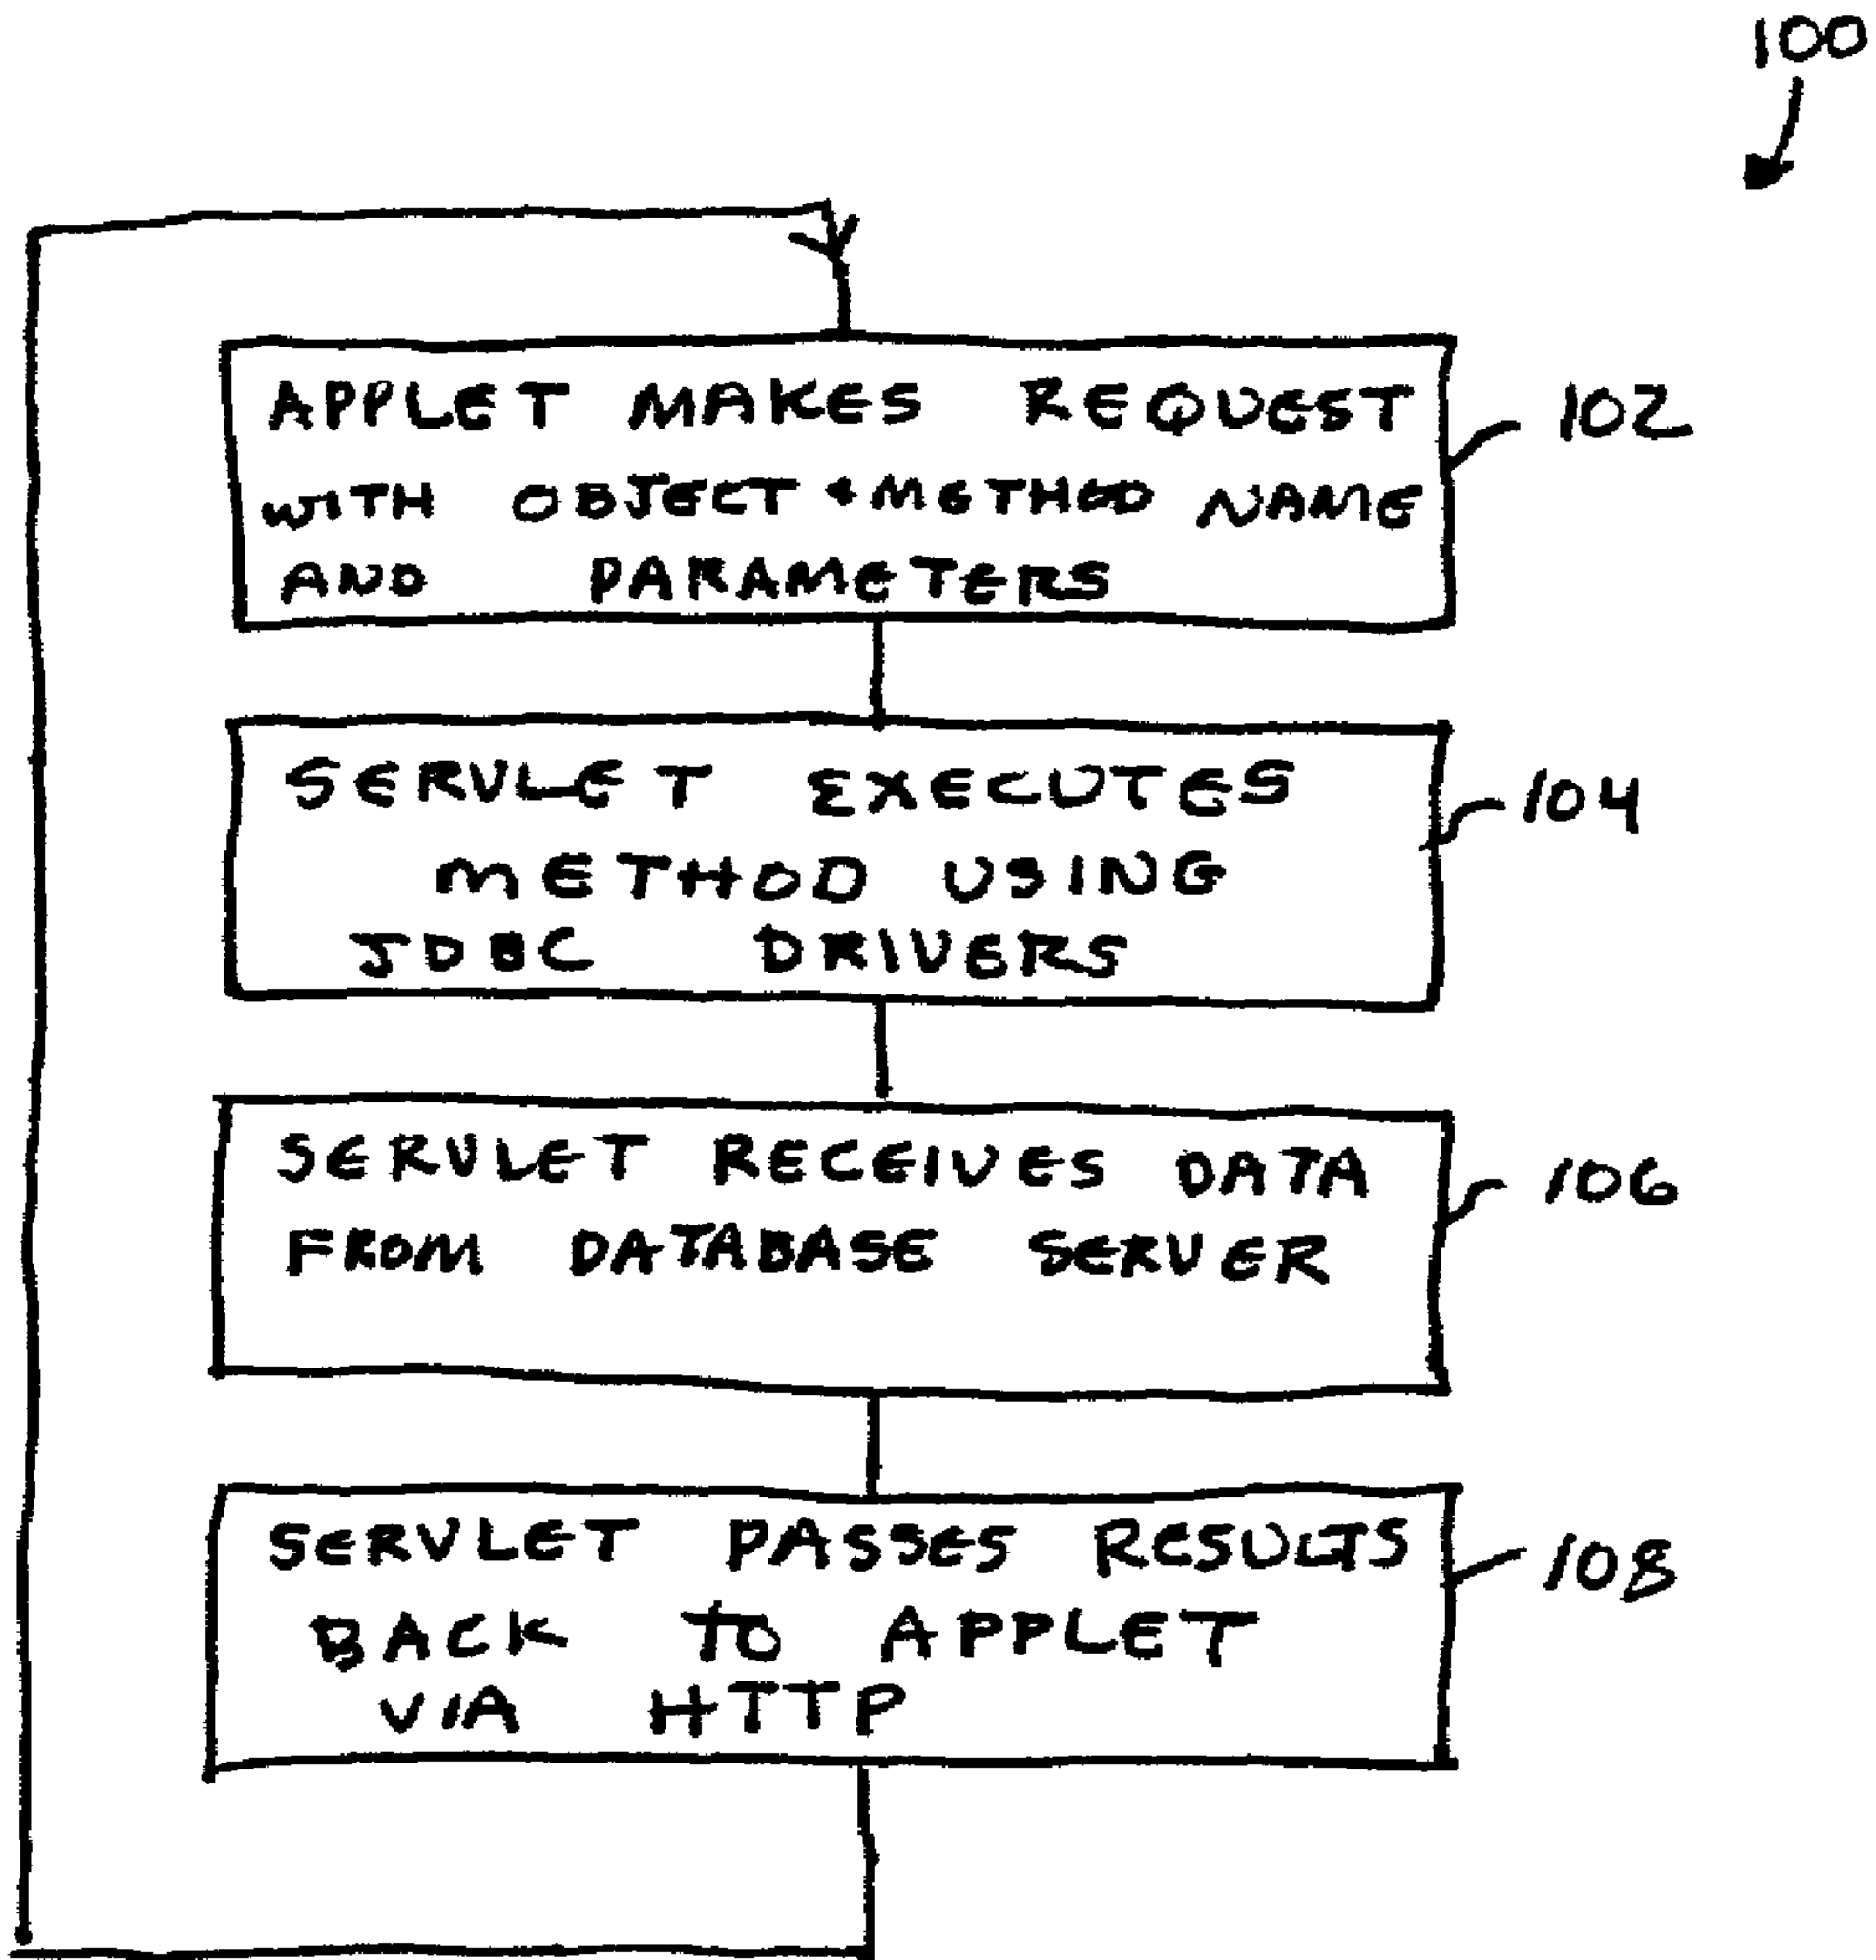 100
APPLET MAKES REQUEST
WITH OBJECT & METHOD NAME
AND PARAMETERS
102
SERVLET EXECUTES
METHOD USING
JDBC DRIVERS
104
SERVLET RECEIVES DATA
FROM DATABASE SERVER
106
SERVLET PASSES RESULTS
BACK TO APPLET
VIA HTTP
108